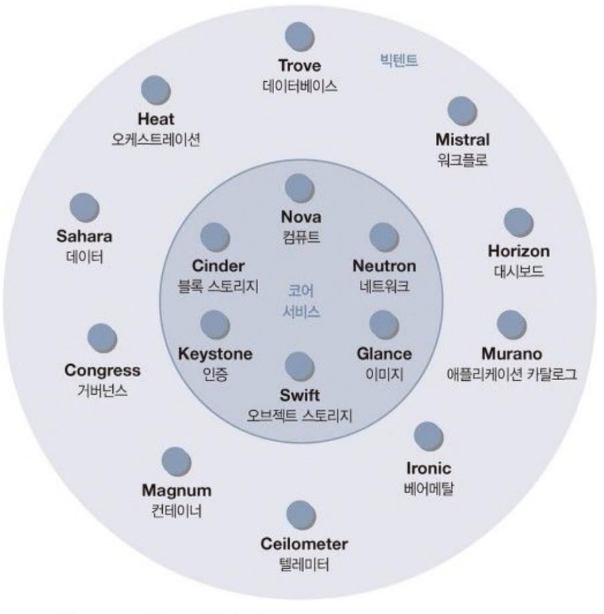 Trove
데이터베이스
빅텐트
Heat
오케스트레이션
Mistral
워크플로
Nova
컴퓨트
Sahara
데이터
Cinder
블록 스토리지
Neutron
네트워크
Horizon
대시보드
코어
서비스
Keystone
인증
Glance
이미지
Congress
거버넌스
Murano
애플리케이션 카탈로그
Swift
오브젝트 스토리지
Ironic
베어메탈
Magnum
컨테이너
Ceilometer
텔레미터